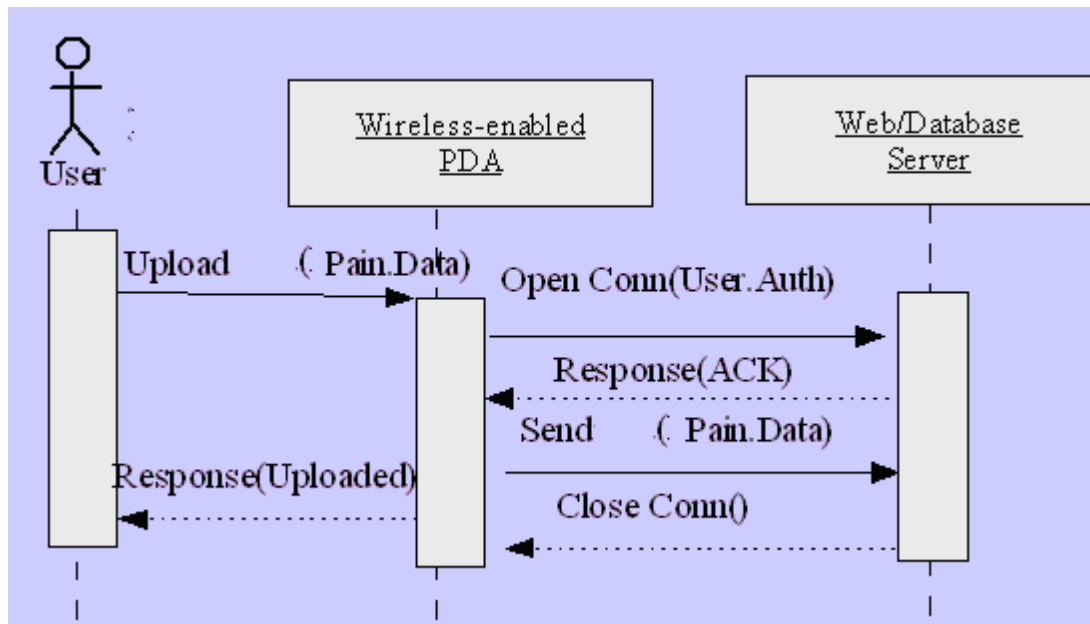 User
Wireless-enabled
PDA
Web/Database
Server
Upload ( Pain.Data)
Open Conn(User.Auth)
Response(ACK)
Send ( Pain.Data)
Response(Uploaded)
Close Conn()